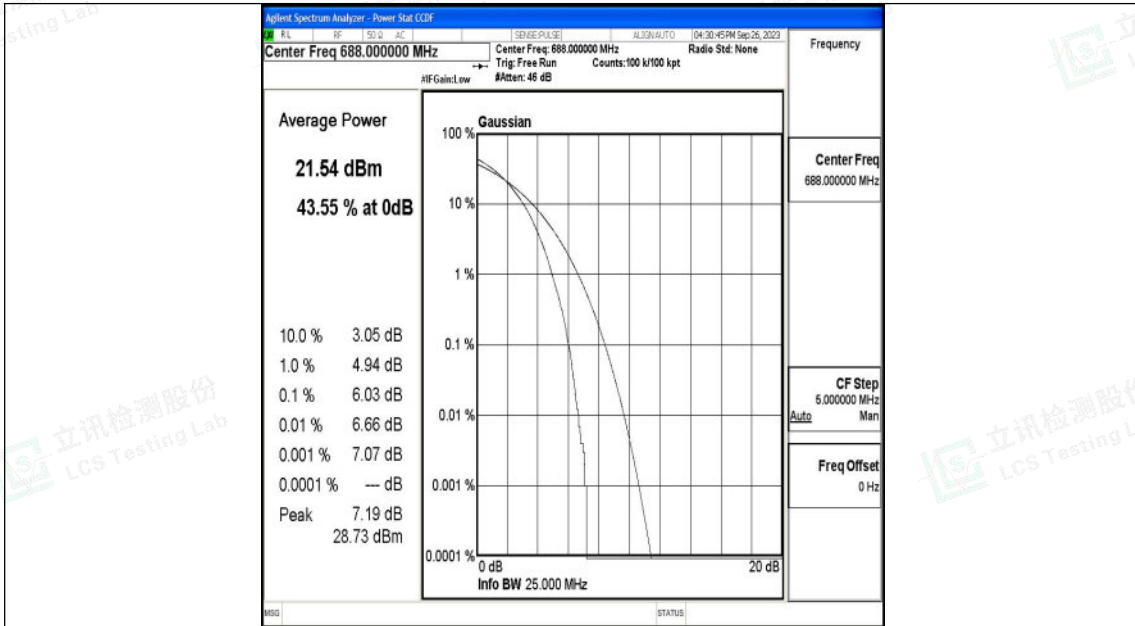 Agilent Spectrum Analyzer - Power Stat CCDF
RL RF 50 Ω AC SENSE:PULSE ALIGNAUTO 04:30:45PM Sep 26, 2023
Center Freq 688.000000 MHz
Center Freq: 688.000000 MHz Radio Std: None
Trig: Free Run Counts:100 k/100 kpt
#IFGain:Low #Atten: 46 dB
Frequency
Average Power
21.54 dBm
43.55 % at 0dB
10.0 % 3.05 dB
1.0 % 4.94 dB
0.1 % 6.03 dB
0.01 % 6.66 dB
0.001 % 7.07 dB
0.0001 % --- dB
Peak 7.19 dB
28.73 dBm
Gaussian
100 %
10 %
1 %
0.1 %
0.01 %
0.001 %
0.0001 %
0 dB 20 dB
Info BW 25.000 MHz
Center Freq
688.000000 MHz
CF Step
5.000000 MHz
Auto Man
Freq Offset
0 Hz
MSG STATUS
立讯检测股份
LCS Testing Lab
立讯检测股份
LCS Testing L
sting Lab
立
LC